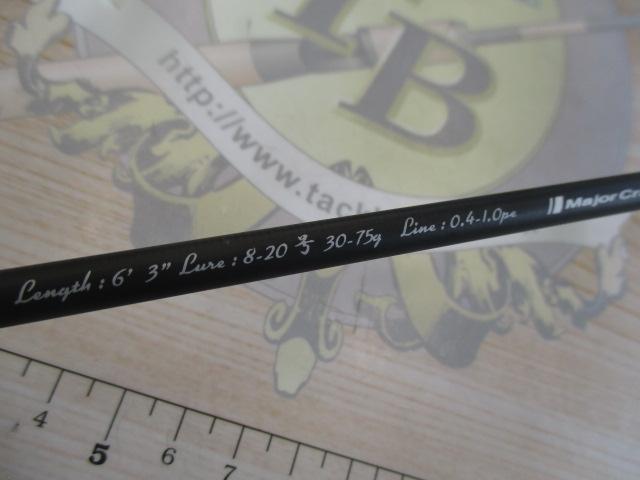 TB
http://www.tack
Length : 6' 3" Lure : 8-20 号 30-75g Line : 0.4-1.0pe Major Cr
4 5 6 7